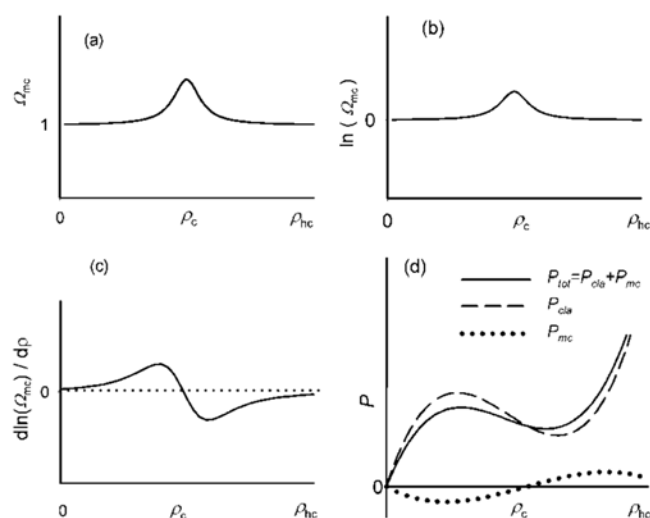 (a)
Ω_mc
1
0
ρ_c
ρ_hc
(b)
ln (Ω_mc)
0
0
ρ_c
ρ_hc
(c)
dln(Ω_mc) / dρ
0
0
ρ_c
ρ_hc
(d)
P_tot=P_cla+P_mc
P_cla
P_mc
P
0
ρ_c
ρ_hc